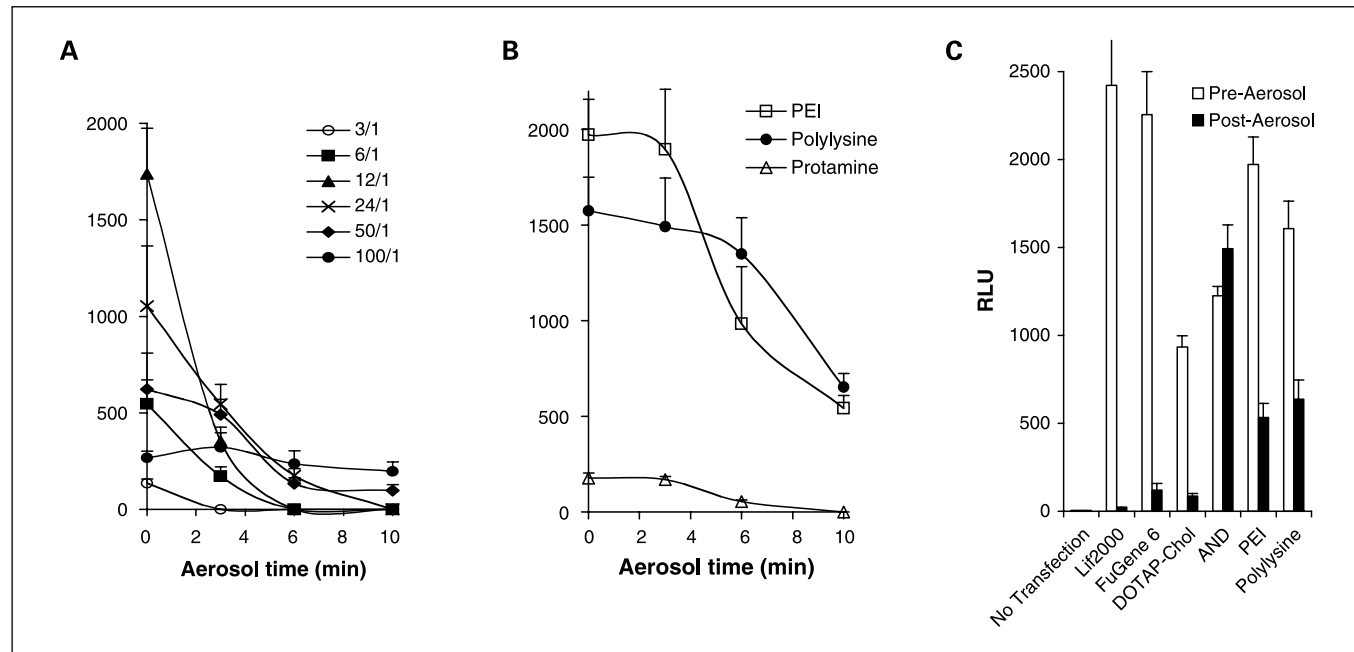 A
2000
1500
1000
500
0
0
2
4
6
8
10
Aerosol time (min)
3/1
6/1
12/1
24/1
50/1
100/1
B
2000
1500
1000
500
0
0
2
4
6
8
10
Aerosol time (min)
PEI
Polylysine
Protamine
C
2500
2000
1500
1000
500
0
RLU
Pre-Aerosol
Post-Aerosol
No Transfection
Lif2000
FuGene 6
DOTAP-Chol
AND
PEI
Polylysine